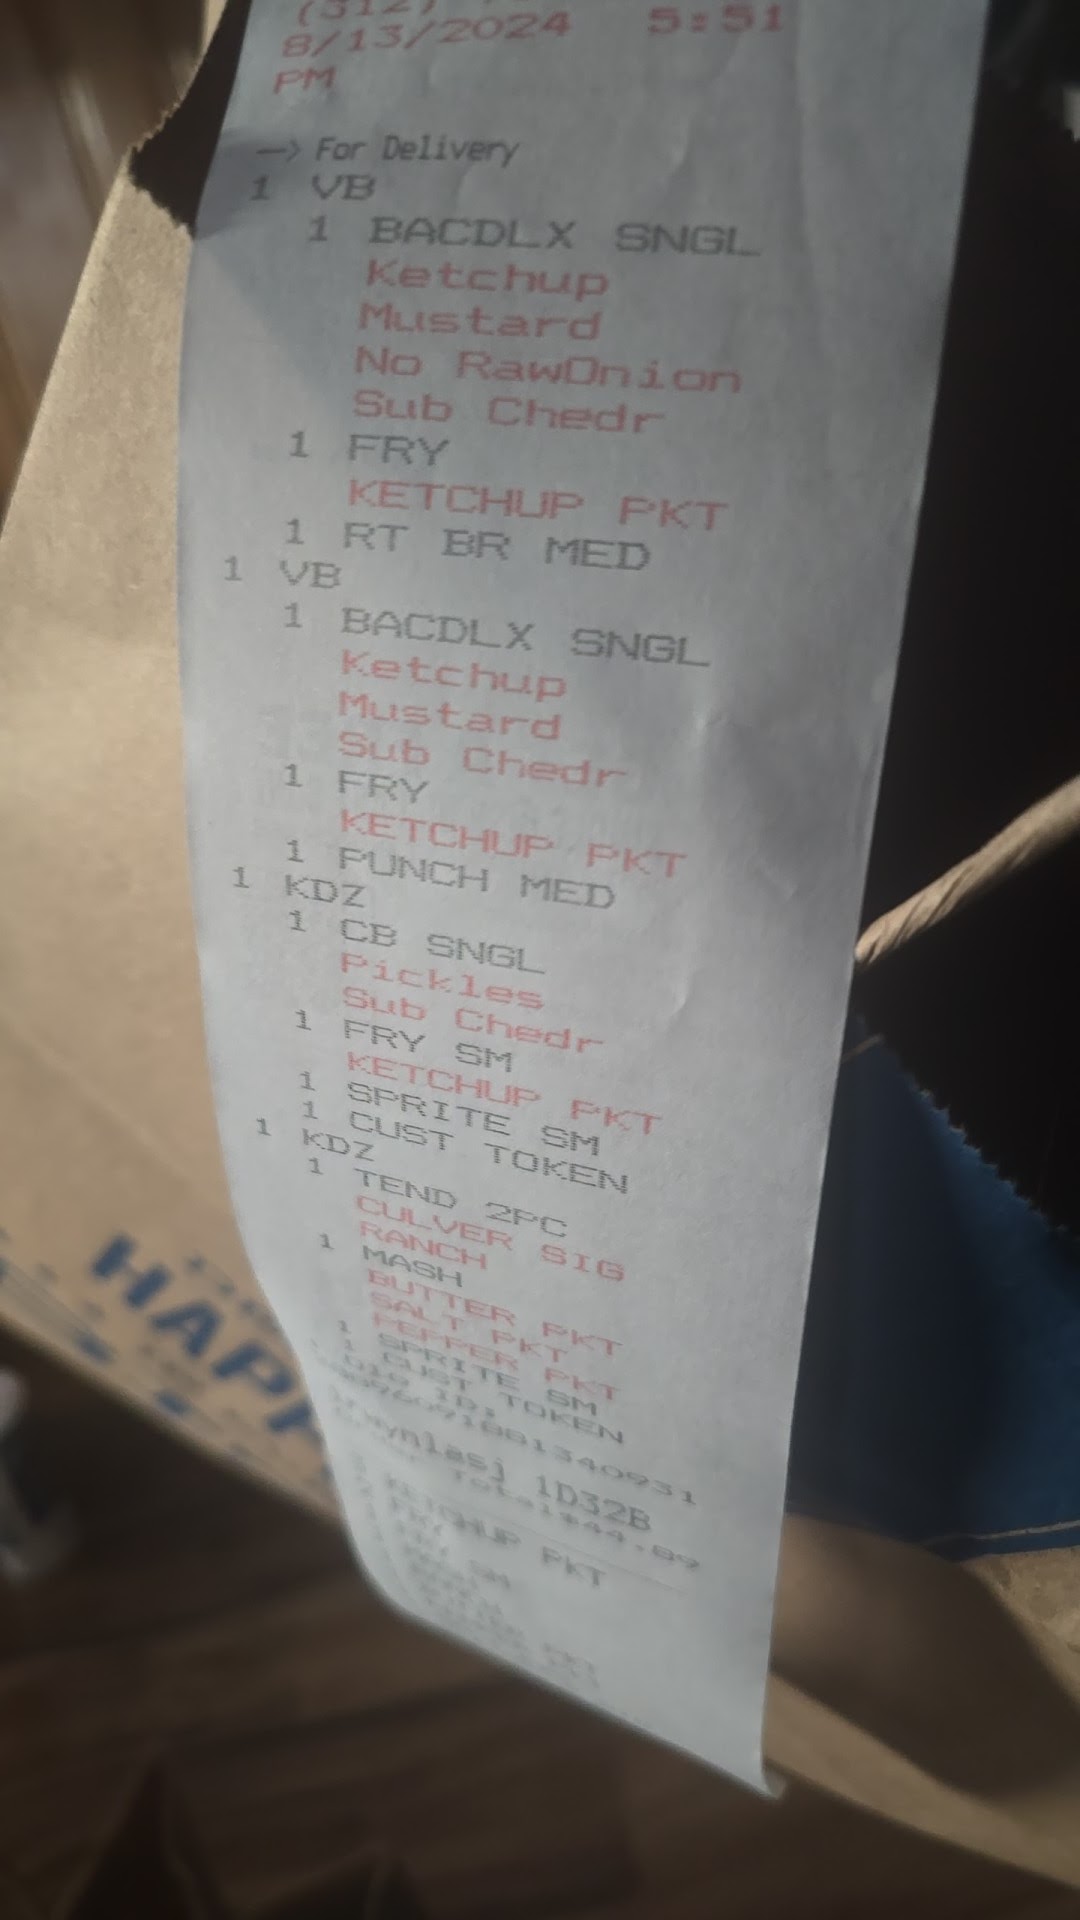 (312)
8/13/2024 5:51
PM
—> For Delivery
1 VB
1 BACDLX SNGL
Ketchup
Mustard
No RawOnion
Sub Chedr
1 FRY
KETCHUP PKT
1 RT BR MED
1 VB
1 BACDLX SNGL
Ketchup
Mustard
Sub Chedr
1 FRY
KETCHUP PKT
1 PUNCH MED
1 KDZ
1 CB SNGL
Pickles
Sub Chedr
1 FRY SM
KETCHUP PKT
1 SPRITE SM
1 CUST TOKEN
1 KDZ
1 TEND 2PC
CULVER SIG
RANCH
1 MASH
BUTTER PKT
SALT PKT
PEPPER PKT
1 SPRITE SM
1 CUST TOKEN
1D32B
KETCHUP PKT
HAPP